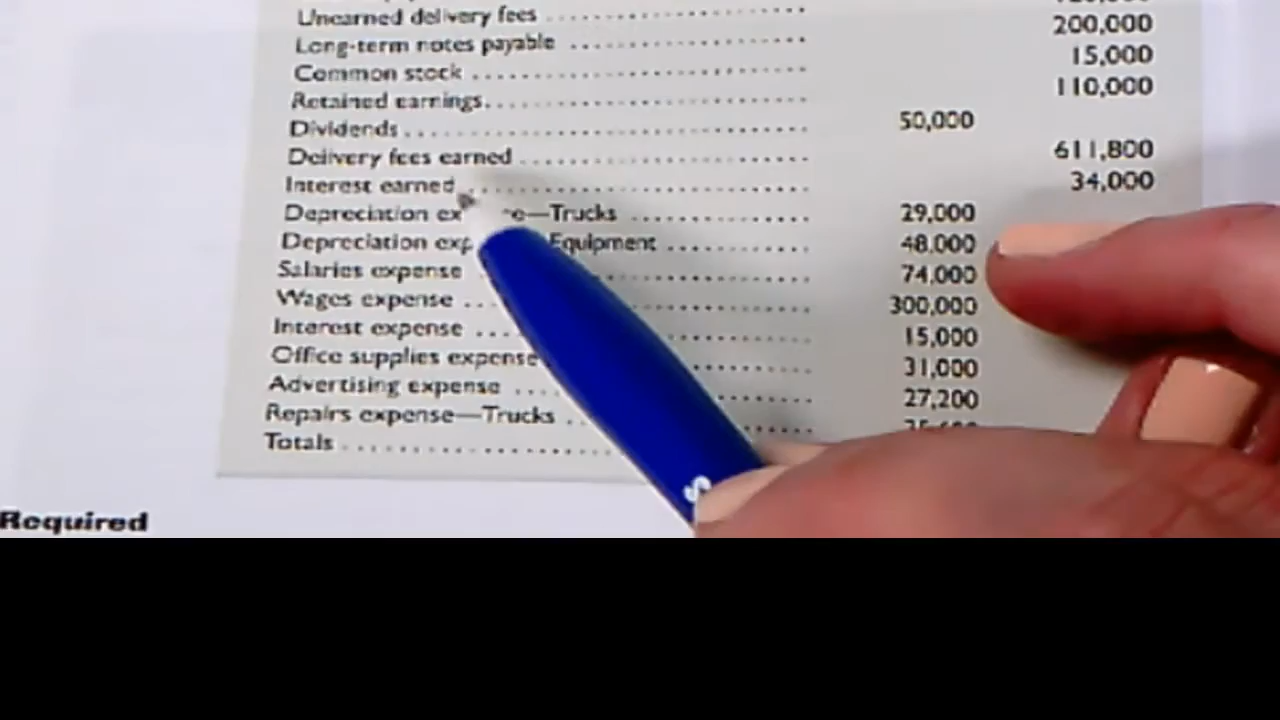 Unearned delivery fees
Long-term notes payable 200,000
Common stock 15,000
Retained earnings 110,000
Dividends 50,000
Delivery fees earned 611,800
Interest earned 34,000
Depreciation —Trucks 29,000
Depreciation Equipment 48,000
Salaries expense 74,000
Wages expense 300,000
Interest expense 15,000
Office supplies expense 31,000
Advertising expense 27,200
Repairs expense—Trucks
Totals
Required